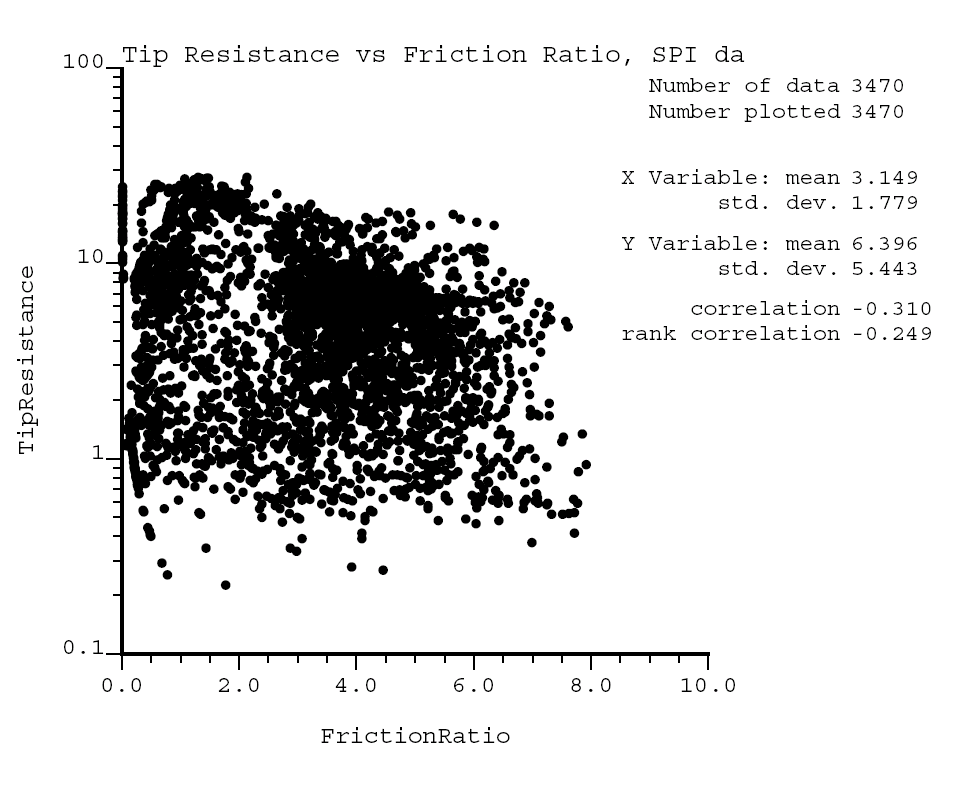 Tip Resistance vs Friction Ratio, SPI da
Number of data 3470
Number plotted 3470
X Variable: mean 3.149
std. dev. 1.779
Y Variable: mean 6.396
std. dev. 5.443
correlation -0.310
rank correlation -0.249
TipResistance
100
10
1
0.1
0.0 2.0 4.0 6.0 8.0 10.0
FrictionRatio